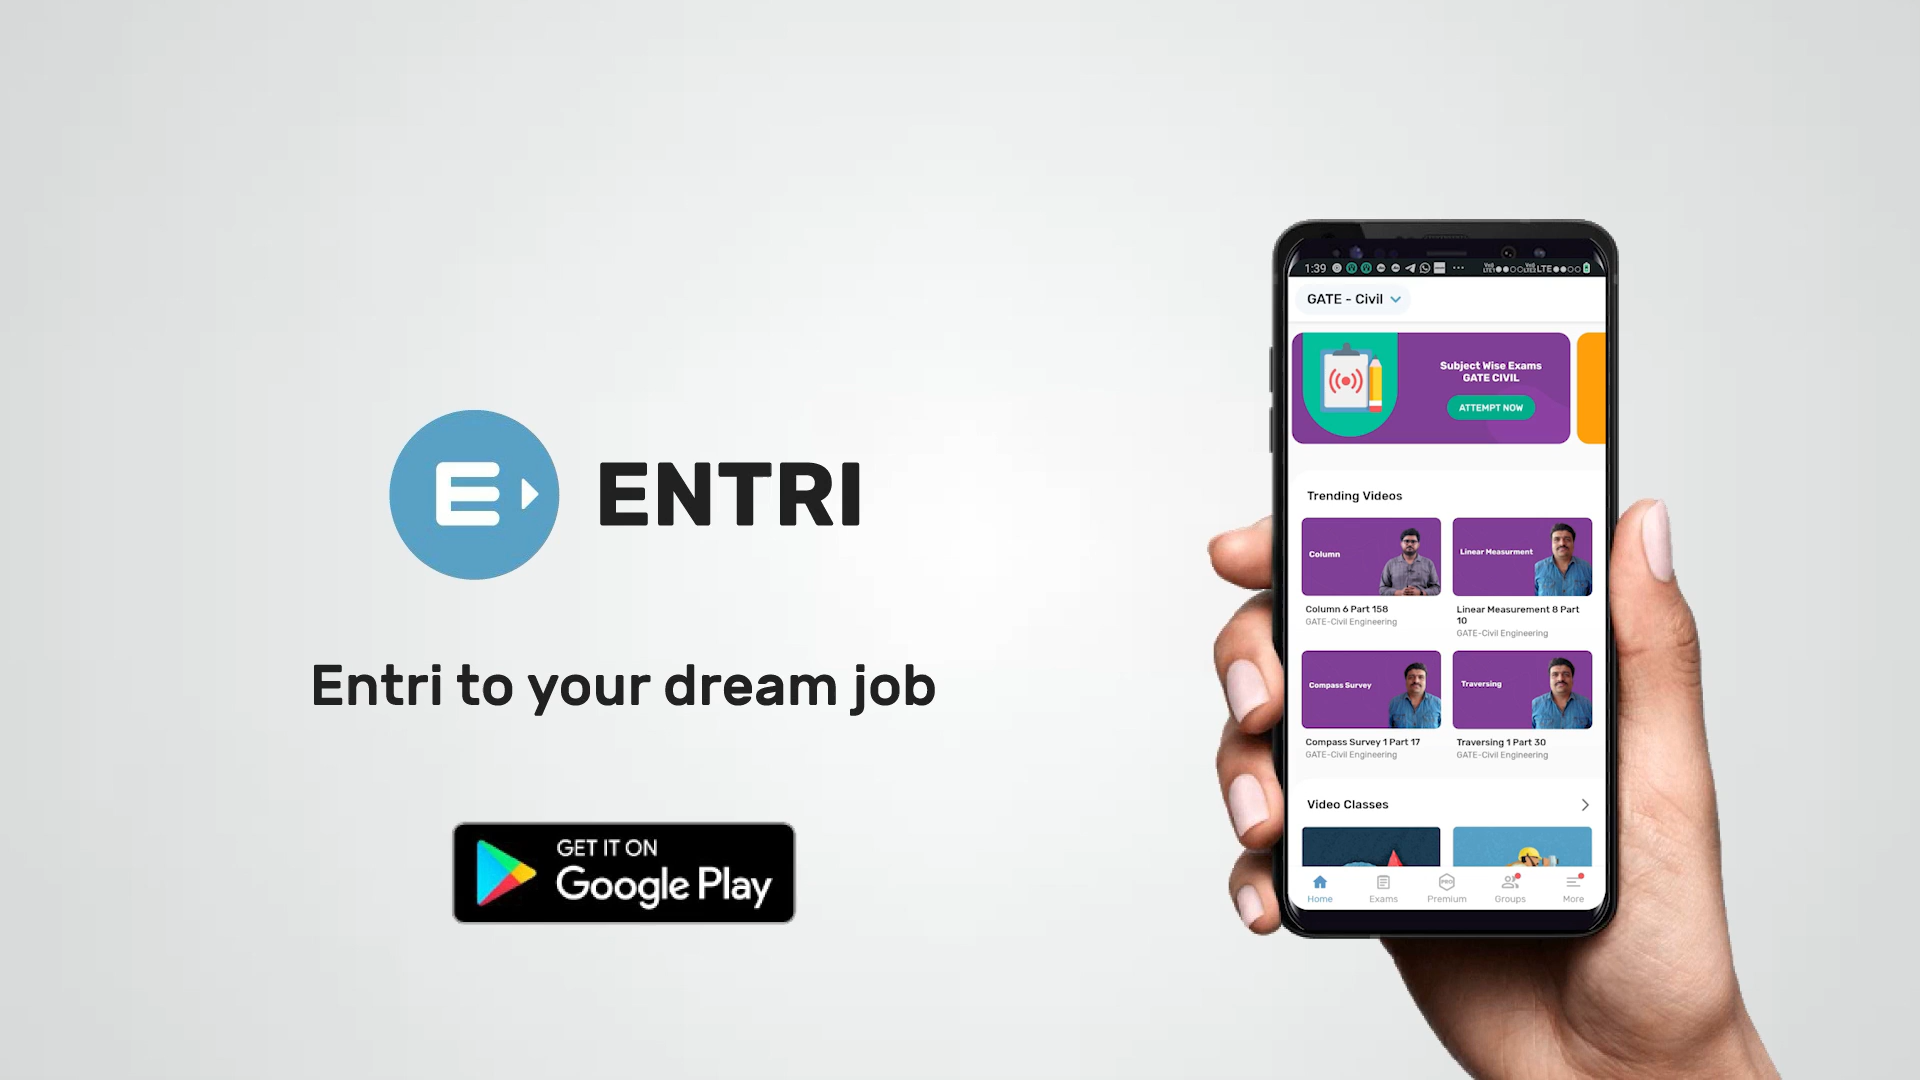 ENTRI
Entri to your dream job
GET IT ON
Google Play
1:39
GATE - Civil
Subject Wise Exams
GATE CIVIL
ATTEMPT NOW
Trending Videos
Column
Linear Measurment
Column 6 Part 158
GATE-Civil Engineering
Linear Measurement 8 Part
10
GATE-Civil Engineering
Compass Survey
Traversing
Compass Survey 1 Part 17
GATE-Civil Engineering
Traversing 1 Part 30
GATE-Civil Engineering
Video Classes
Home
Exams
PRO
Premium
Groups
More